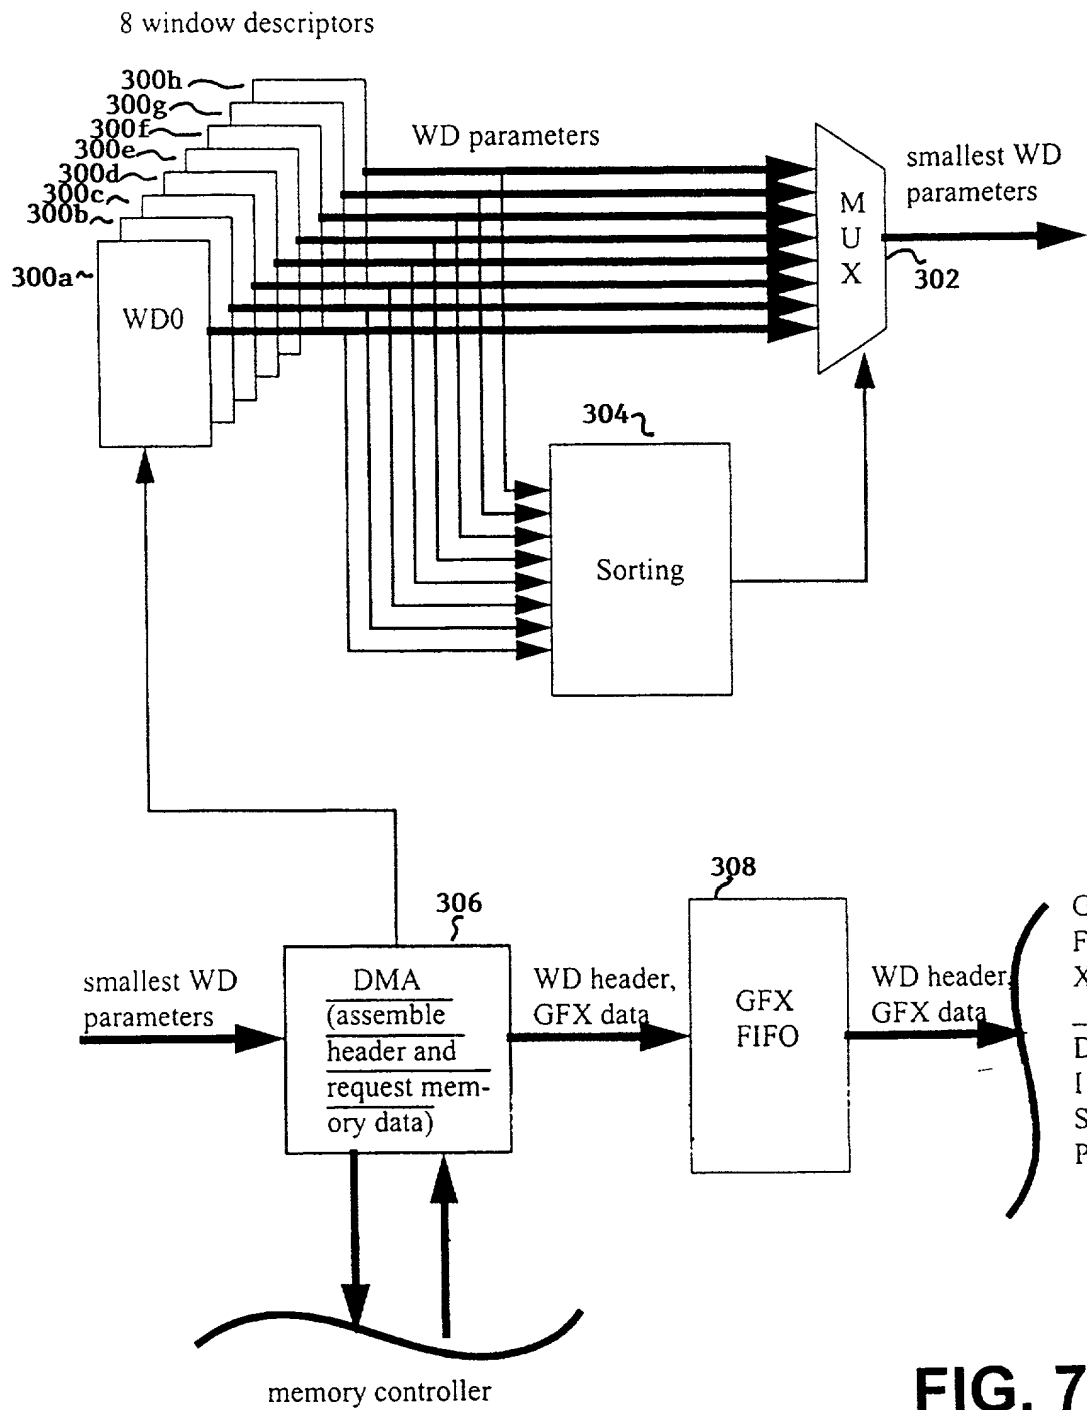 8 window descriptors
300h
300g
300f
300e
300d
300c
300b
300a
WD0
WD parameters
M
U
X
smallest WD
parameters
302
304
Sorting
306
308
smallest WD
parameters
DMA
(assemble
header and
request mem-
ory data)
WD header,
GFX data
GFX
FIFO
WD header,
GFX data
F
X
D
I
S
P
memory controller
FIG. 7